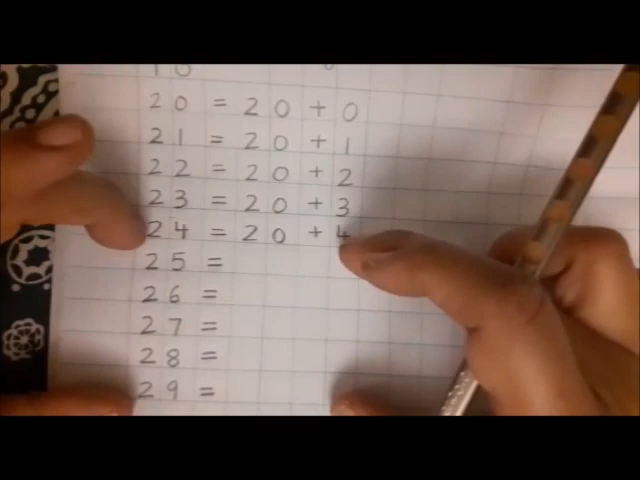 20 = 20 + 0
21 = 20 + 1
22 = 20 + 2
23 = 20 + 3
24 = 20 + 4
25 =
26 =
27 =
28 =
29 =